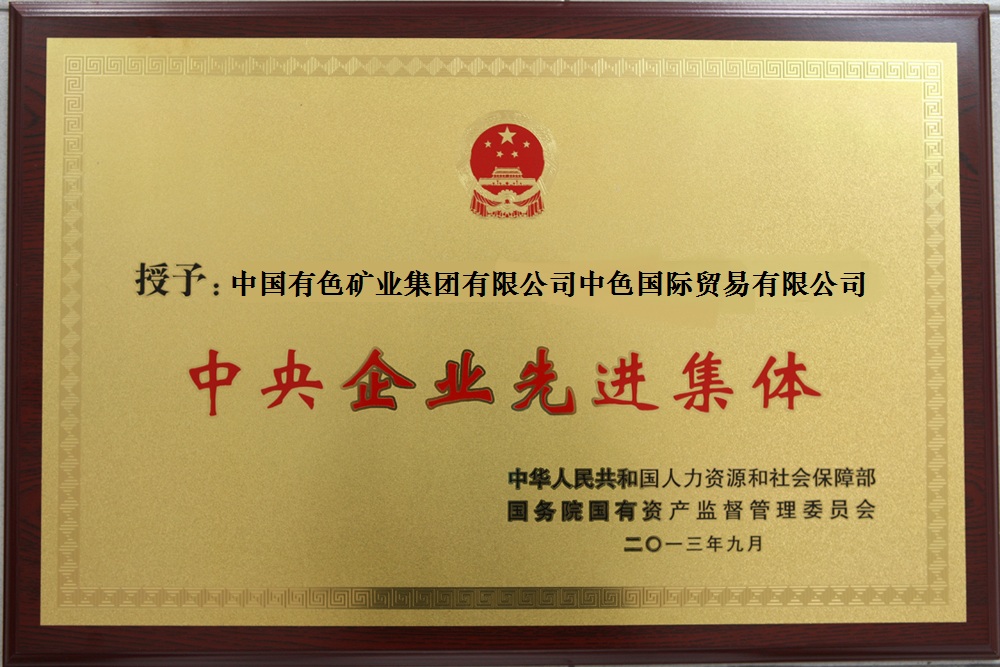 授予：中国有色矿业集团有限公司中色国际贸易有限公司
中央企业先进集体
中华人民共和国人力资源和社会保障部
国务院国有资产监督管理委员会
二〇一三年九月